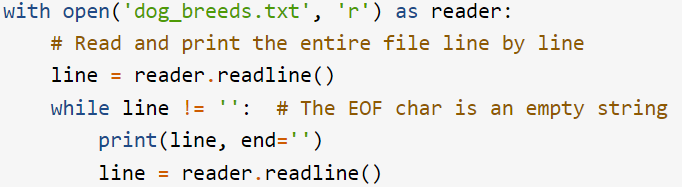 with open('dog_breeds.txt', 'r') as reader:
    # Read and print the entire file line by line
    line = reader.readline()
    while line != '':  # The EOF char is an empty string
        print(line, end='')
        line = reader.readline()